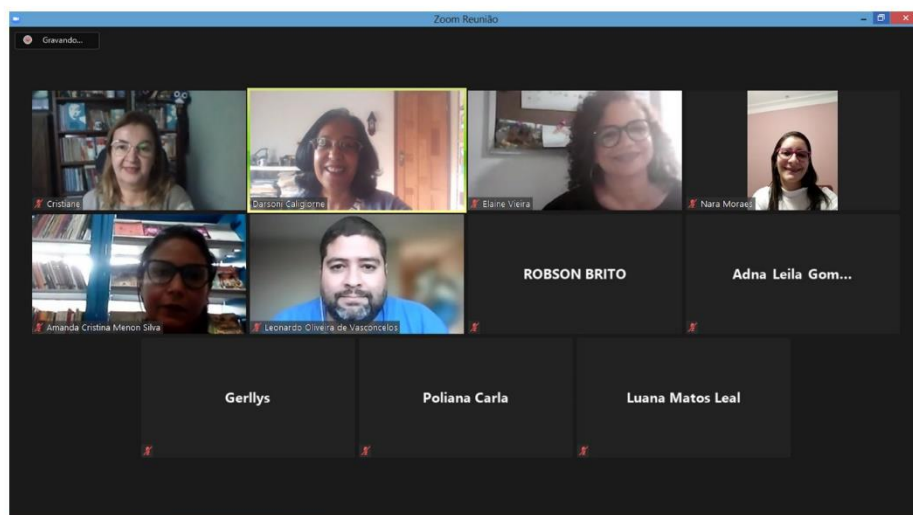 Zoom Reunião
Gravando...
Cristiane
Darsoni Caligiorne
Elaine Vieira
Nara Moraes
Amanda Cristina Menon Silva
Leonardo Oliveira de Vasconcelos
ROBSON BRITO
Adna Leila Gom...
Gerllys
Poliana Carla
Luana Matos Leal